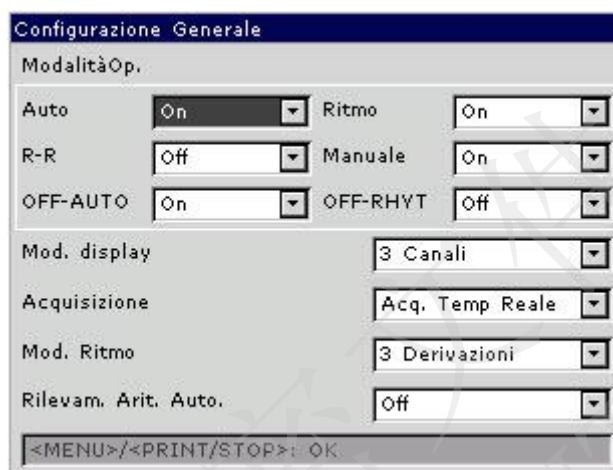 Configurazione Generale
ModalitàOp.
Auto On Ritmo On
R-R Off Manuale On
OFF-AUTO On OFF-RHYT Off
Mod. display 3 Canali
Acquisizione Acq. Temp Reale
Mod. Ritmo 3 Derivazioni
Rilevam. Arit. Auto. Off
<MENU>/<PRINT/STOP>: OK